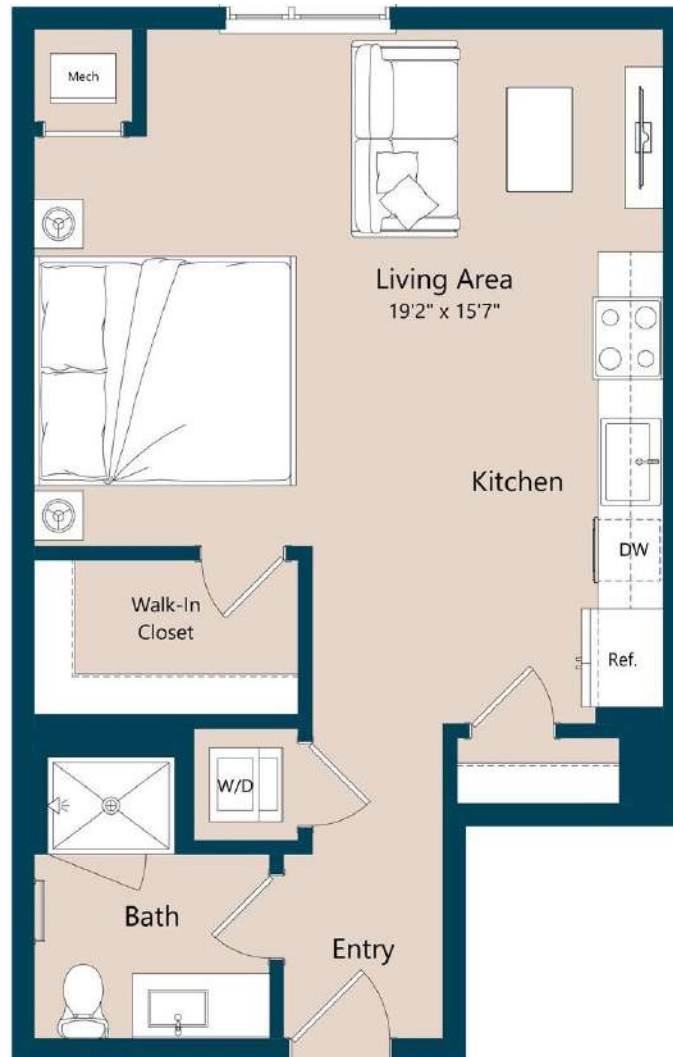 Mech
Living Area
19'2" x 15'7"
Kitchen
DW
Walk-In
Closet
Ref.
W/D
Bath
Entry